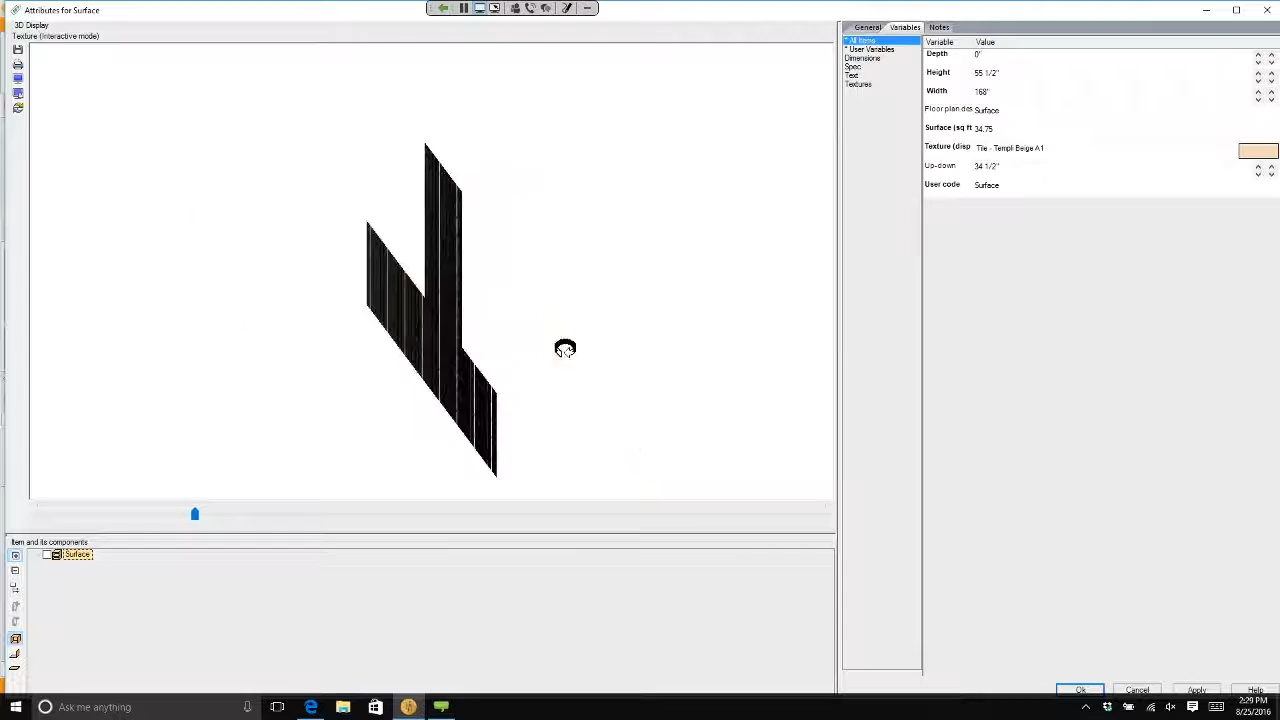 Attributes for Surface
3D Display
Texture (Interactive mode)
General Variables Notes
* All Items
* User Variables
Dimensions
Spec
Text
Textures
Variable Value
Depth 0"
Height 55 1/2"
Width 168"
Floor plan des Surface
Surface (sq ft 34.75
Texture (disp Tile - Templi Beige A1
Up-down 34 1/2"
User code Surface
Item and its components
Surface
Ok Cancel Apply Help
Ask me anything
2:29 PM
8/25/2016